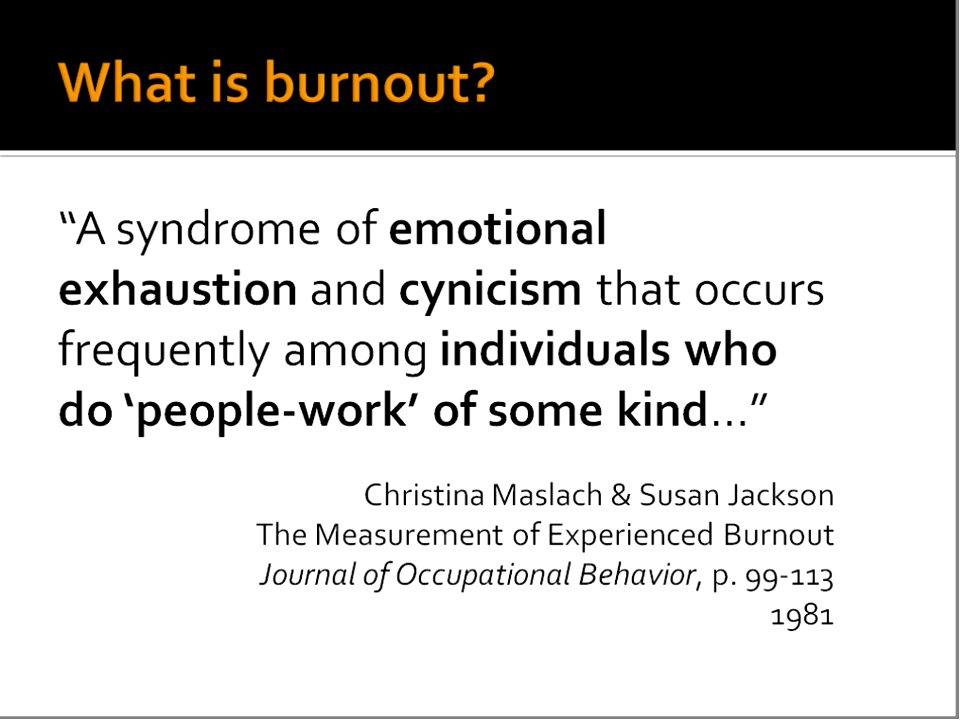 What is burnout?
“A syndrome of emotional
exhaustion and cynicism that occurs
frequently among individuals who
do ‘people-work’ of some kind…”
Christina Maslach & Susan Jackson
The Measurement of Experienced Burnout
Journal of Occupational Behavior, p. 99-113
1981